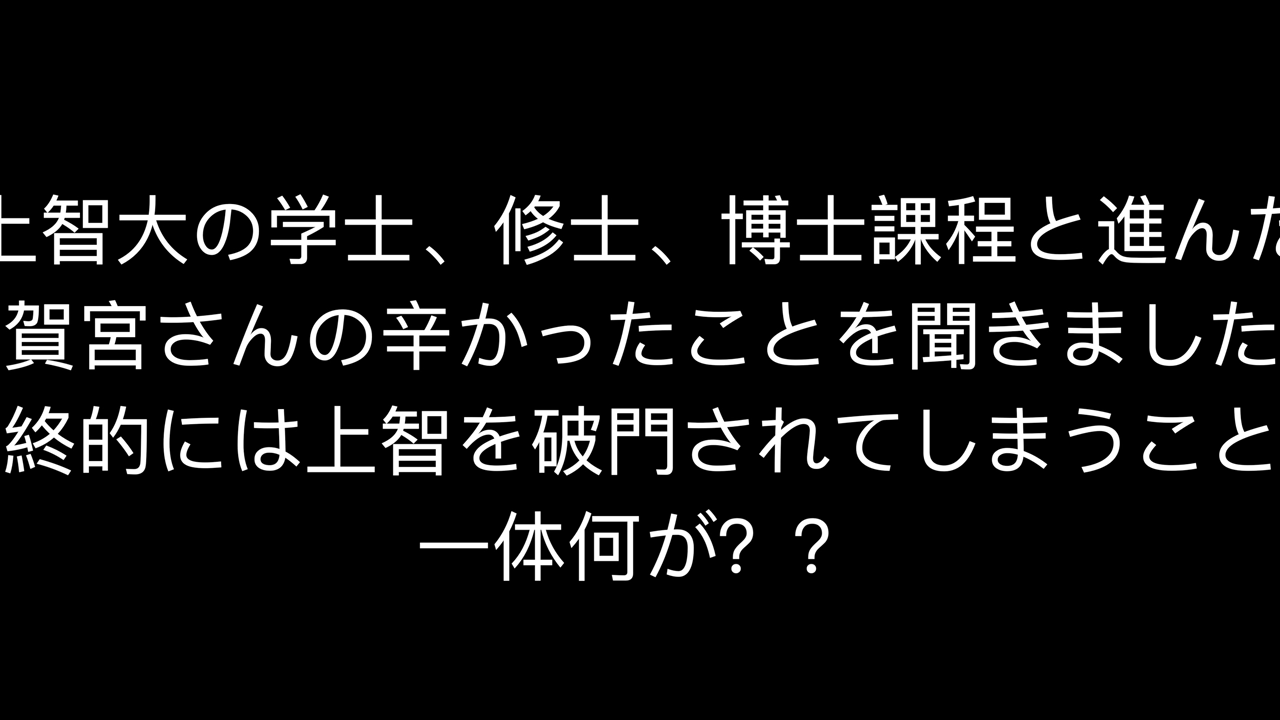 上智大の学士、修士、博士課程と進んだ
賀宮さんの辛かったことを聞きました
終的には上智を破門されてしまうこと
一体何が？？